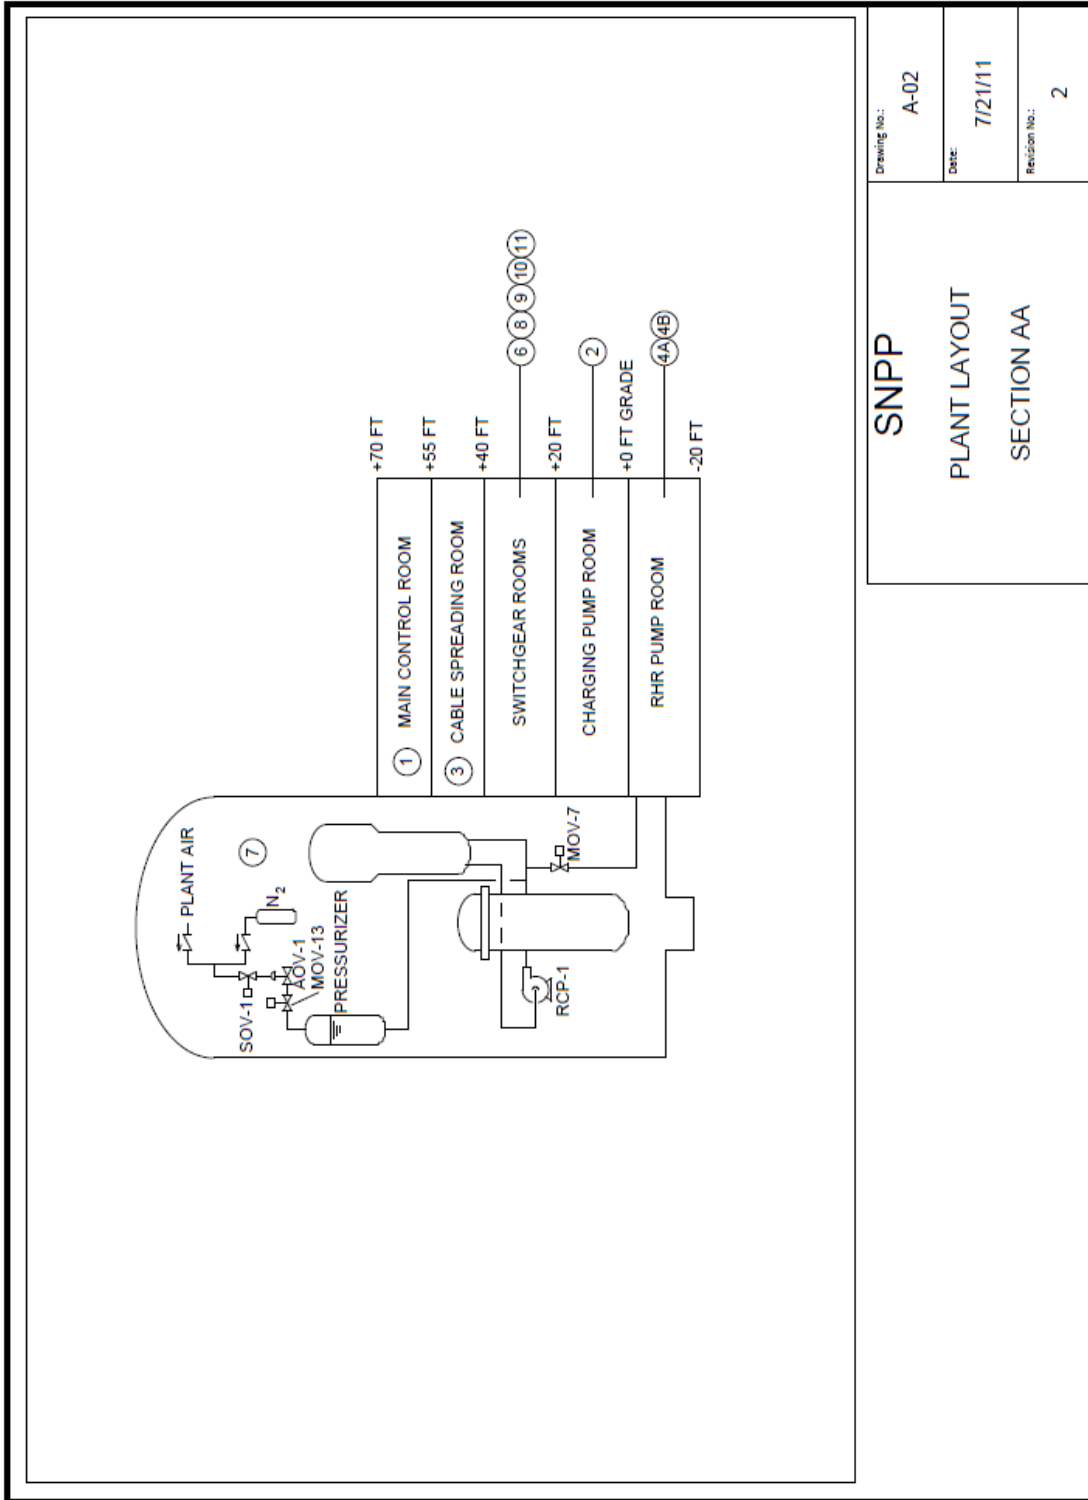 PLANT AIR
7
N2
SOV-1
AOV-1
MOV-13
PRESSURIZER
RCP-1
MOV-7
1 MAIN CONTROL ROOM
3 CABLE SPREADING ROOM
SWITCHGEAR ROOMS
CHARGING PUMP ROOM
RHR PUMP ROOM
+70 FT
+55 FT
+40 FT
6 8 9 10 11
+20 FT
2
+0 FT GRADE
4A 4B
-20 FT
SNPP
PLANT LAYOUT
SECTION AA
Drawing No.:
A-02
Date:
7/21/11
Revision No.:
2